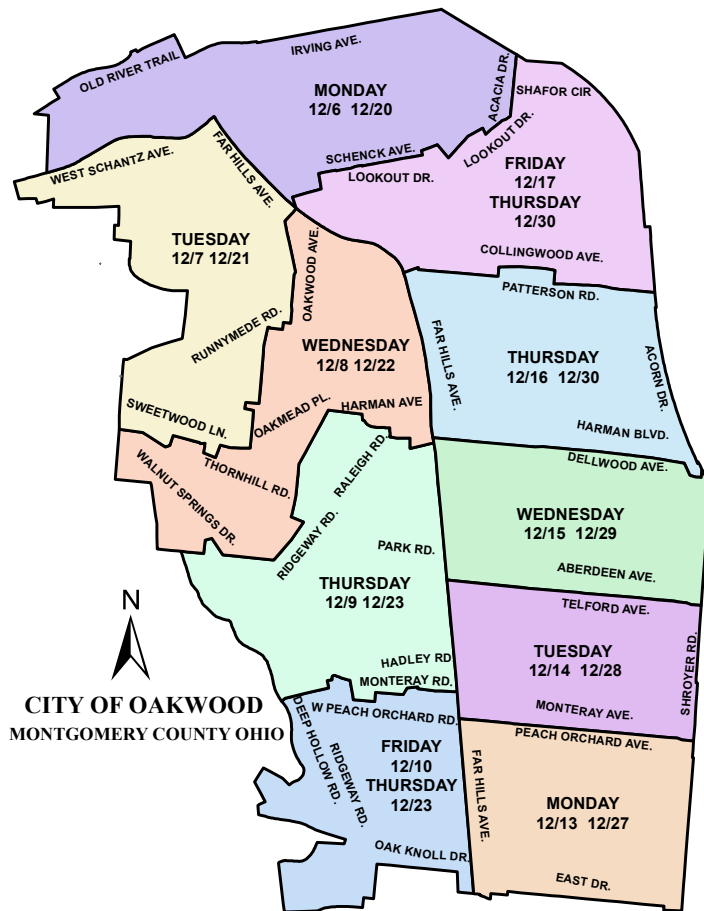 OLD RIVER TRAIL
IRVING AVE.
ACACIA DR.
MONDAY
12/6 12/20
SCHENCK AVE.
SHAFOR CIR
LOOKOUT DR.
LOOKOUT DR.
FRIDAY
12/17
THURSDAY
12/30
COLLINGWOOD AVE.
WEST SCHANTZ AVE.
FAR HILLS AVE.
TUESDAY
12/7 12/21
RUNNYMEDE RD.
SWEETWOOD LN.
OAKWOOD AVE.
WEDNESDAY
12/8 12/22
OAKMEAD PL.
HARMAN AVE
THORNHILL RD.
WALNUT SPRINGS DR.
PATTERSON RD.
FAR HILLS AVE.
ACORN DR.
THURSDAY
12/16 12/30
HARMAN BLVD.
DELLWOOD AVE.
WEDNESDAY
12/15 12/29
ABERDEEN AVE.
RALEIGH RD.
RIDGEWAY RD.
PARK RD.
THURSDAY
12/9 12/23
HADLEY RD
MONTERAY RD.
TELFORD AVE.
TUESDAY
12/14 12/28
SHROYER RD.
MONTERAY AVE.
N
CITY OF OAKWOOD
MONTGOMERY COUNTY OHIO
W PEACH ORCHARD RD.
DEEP HOLLOW RD.
RIDGEWAY RD.
FRIDAY
12/10
THURSDAY
12/23
OAK KNOLL DR.
PEACH ORCHARD AVE.
FAR HILLS AVE.
MONDAY
12/13 12/27
EAST DR.